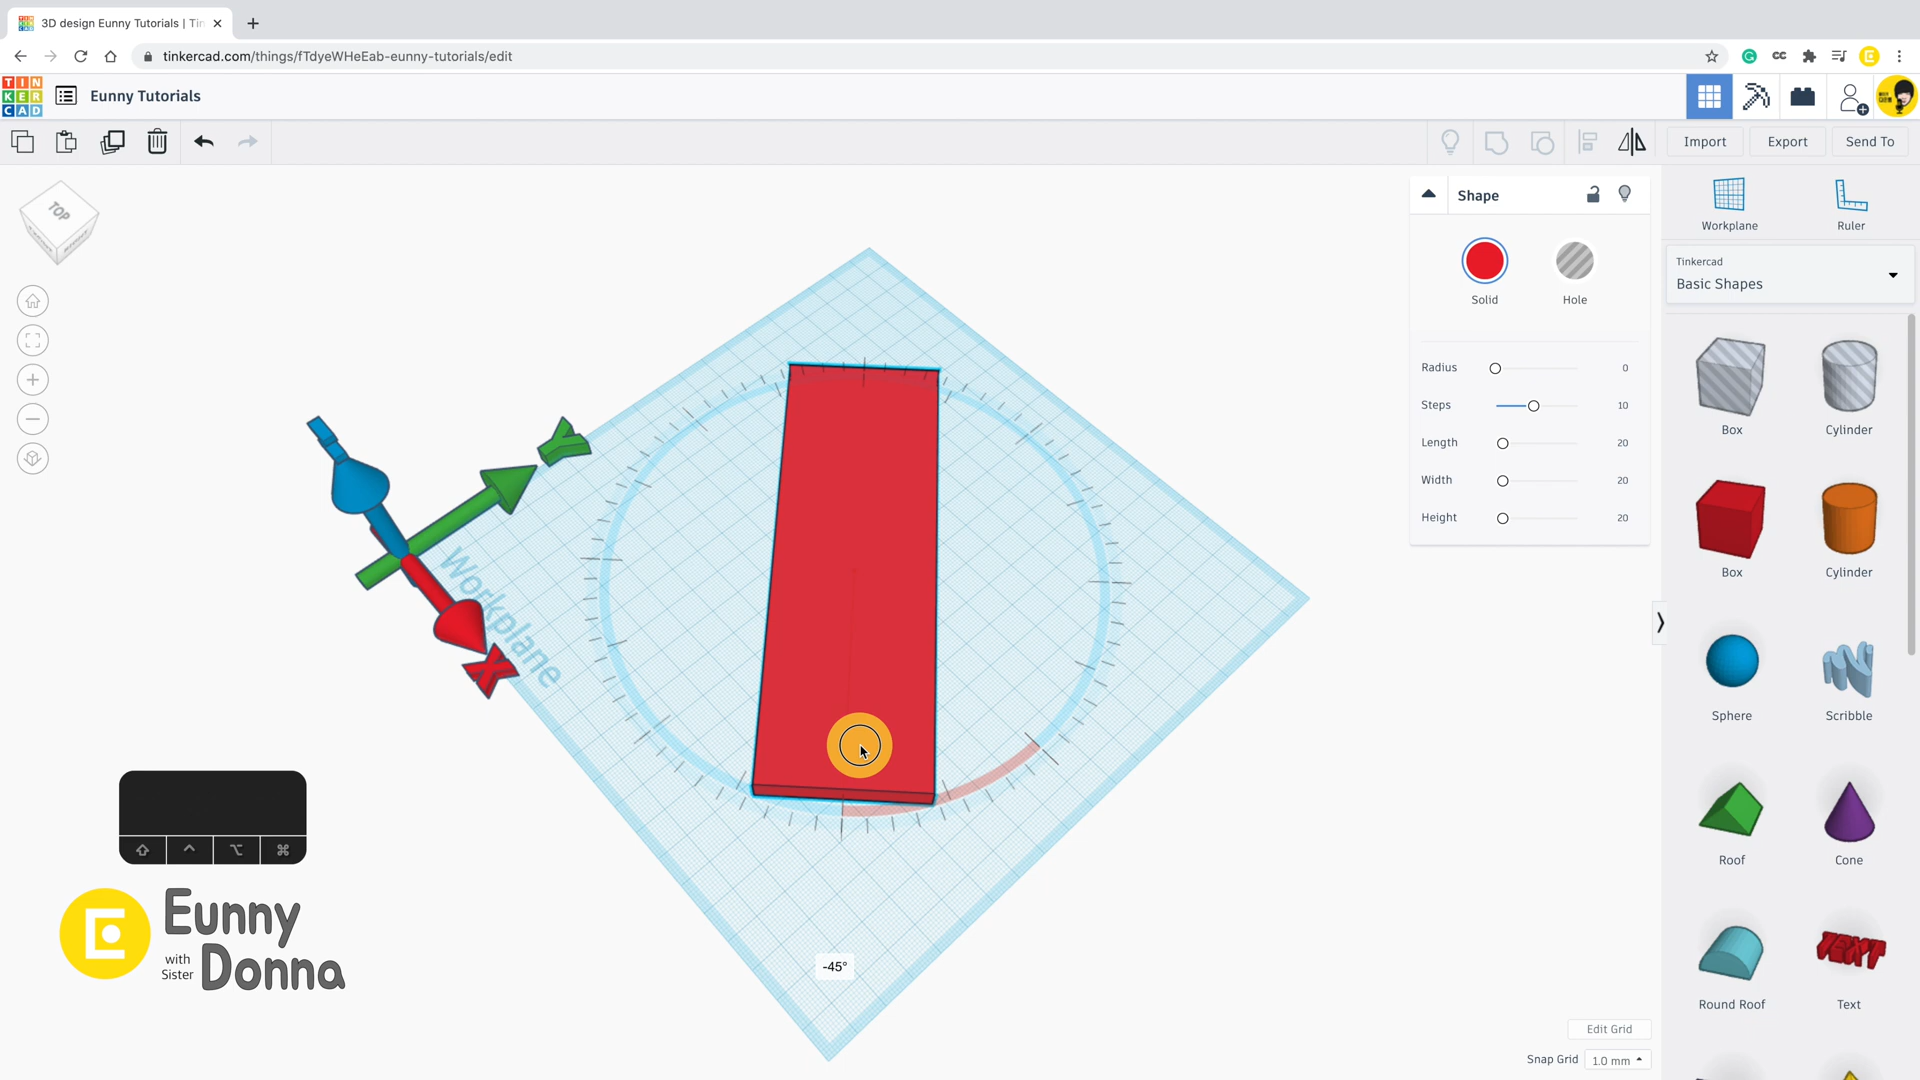 3D design Eunny Tutorials | Tin
tinkercad.com/things/fTdyeWHeEab-eunny-tutorials/edit
CC
TIN
KER
CAD
Eunny Tutorials
Import
Export
Send To
TOP
Shape
Solid
Hole
Radius
0
Steps
10
Length
20
Width
20
Height
20
Workplane
Ruler
Tinkercad
Basic Shapes
Box
Cylinder
Box
Cylinder
Sphere
Scribble
Roof
Cone
Round Roof
TEXT
Text
Y
X
Workplane
-45°
Eunny
with
Sister
Donna
Edit Grid
Snap Grid
1.0 mm